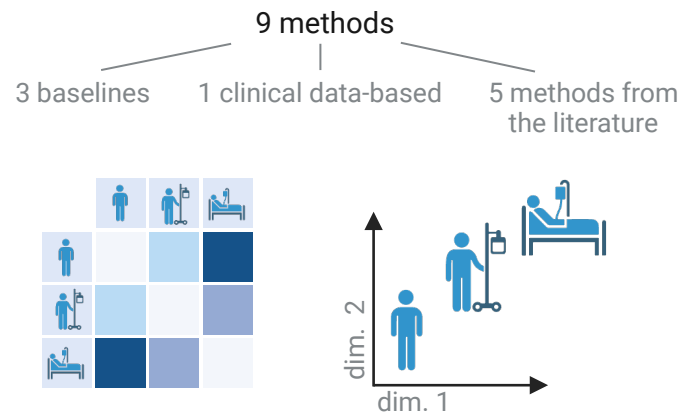 9 methods
3 baselines
1 clinical data-based
5 methods from
the literature
dim. 2
dim. 1